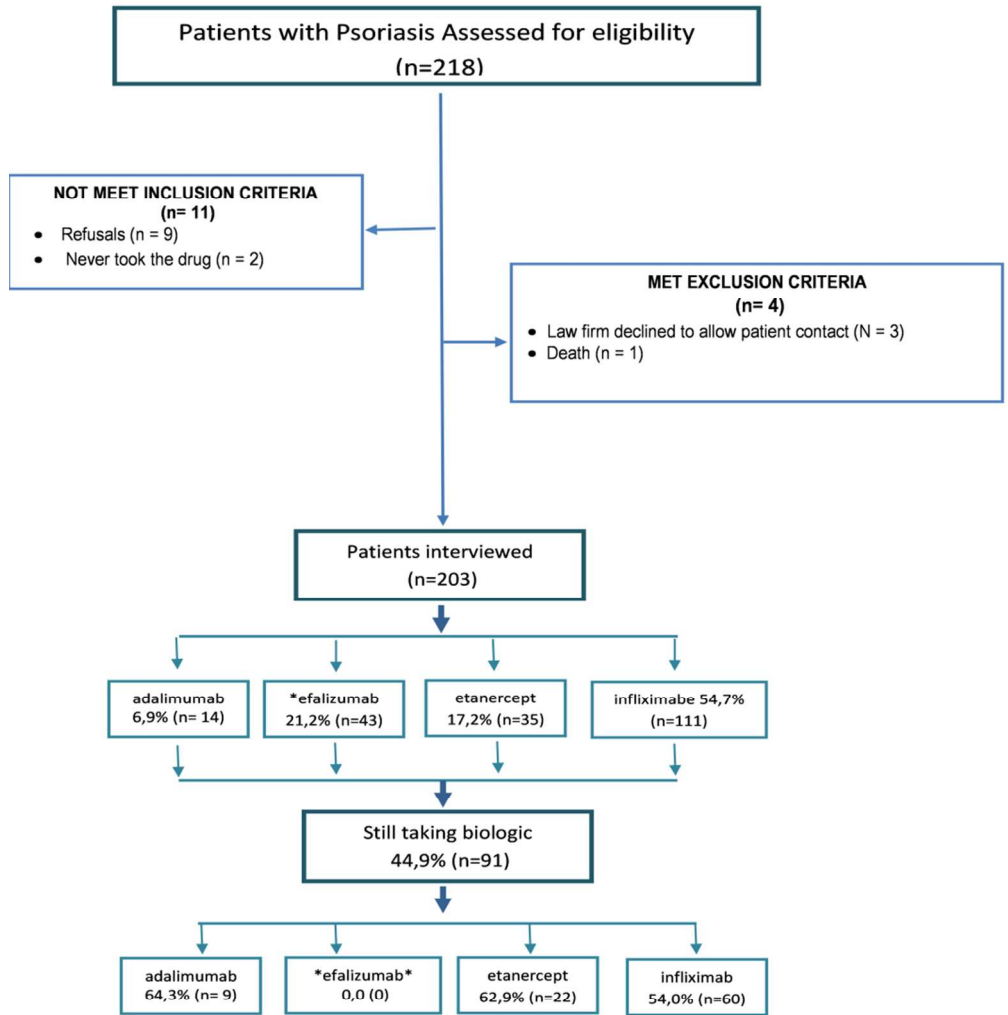 Patients with Psoriasis Assessed for eligibility
(n=218)
NOT MEET INCLUSION CRITERIA
(n= 11)
• Refusals (n = 9)
• Never took the drug (n = 2)
MET EXCLUSION CRITERIA
(n= 4)
• Law firm declined to allow patient contact (N = 3)
• Death (n = 1)
Patients interviewed
(n=203)
adalimumab
6,9% (n= 14)
*efalizumab
21,2% (n=43)
etanercept
17,2% (n=35)
infliximabe 54,7%
(n=111)
Still taking biologic
44,9% (n=91)
adalimumab
64,3% (n= 9)
*efalizumab*
0,0 (0)
etanercept
62,9% (n=22)
infliximab
54,0% (n=60)